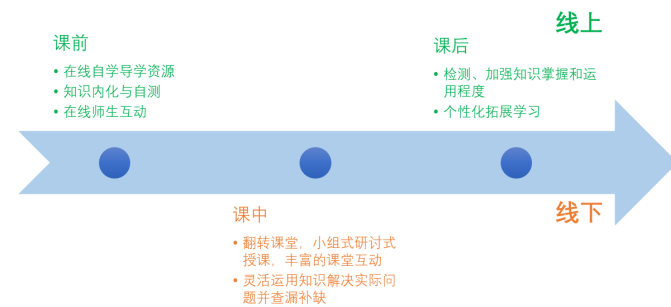 线上
课前
• 在线自学导学资源
• 知识内化与自测
• 在线师生互动
课后
• 检测、加强知识掌握和运
用程度
• 个性化拓展学习
线下
课中
• 翻转课堂，小组式研讨式
授课，丰富的课堂互动
• 灵活运用知识解决实际问
题并查漏补缺